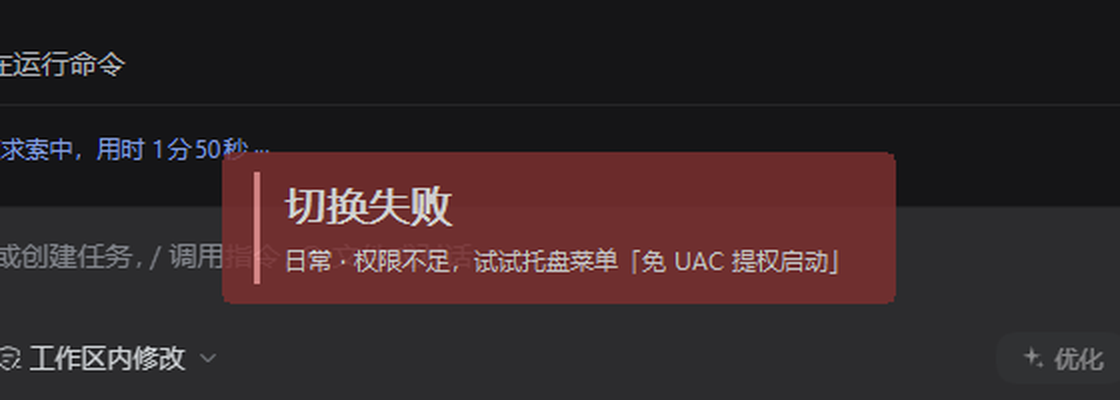 在运行命令
求索中，用时 1分50秒 ...
切换失败
或创建任务, / 调用指令
日常 · 权限不足，试试托盘菜单「免 UAC 提权启动」
工作区内修改
优化